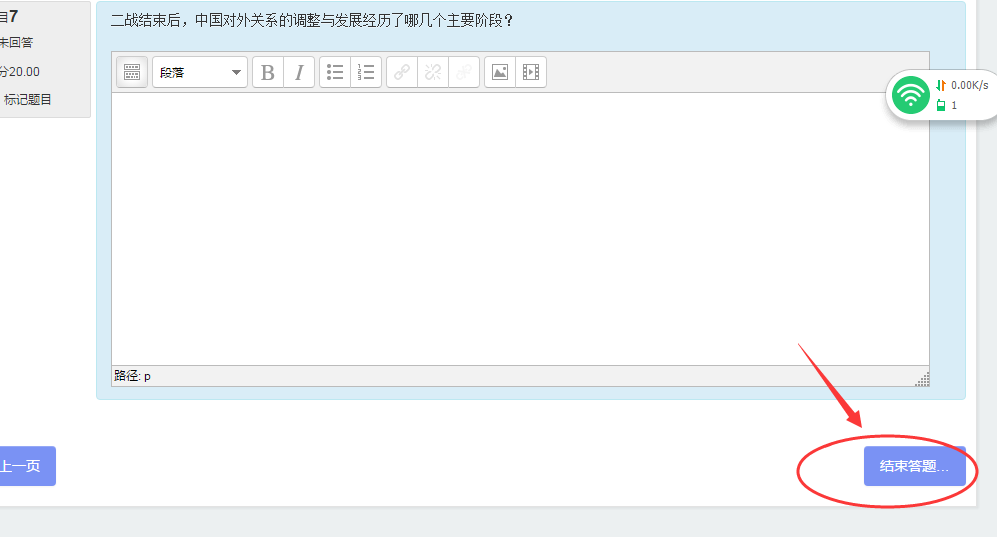 目7
未回答
分20.00
标记题目
二战结束后，中国对外关系的调整与发展经历了哪几个主要阶段？
段落
B I
0.00K/s
1
路径: p
上一页
结束答题...